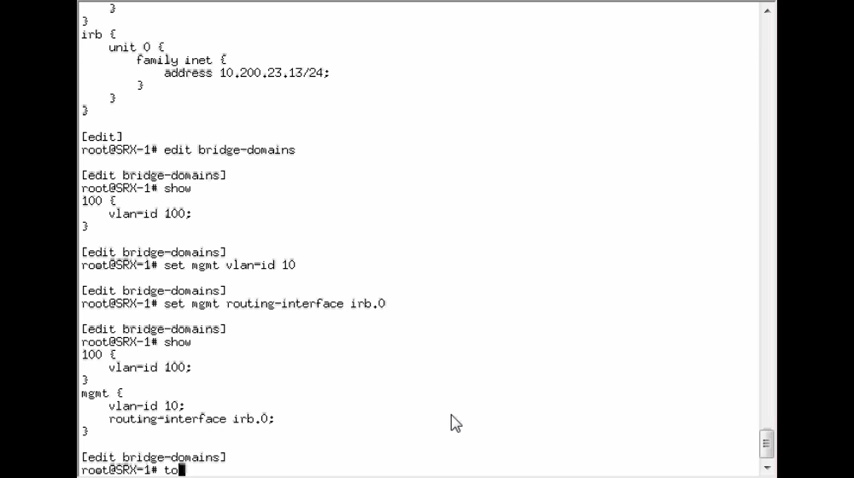 }
}
irb {
unit 0 {
family inet {
address 10.200.23.13/24;
}
}
}
[edit]
root@SRX-1# edit bridge-domains
[edit bridge-domains]
root@SRX-1# show
100 {
vlan-id 100;
}
[edit bridge-domains]
root@SRX-1# set mgmt vlan-id 10
[edit bridge-domains]
root@SRX-1# set mgmt routing-interface irb.0
[edit bridge-domains]
root@SRX-1# show
100 {
vlan-id 100;
}
mgmt {
vlan-id 10;
routing-interface irb.0;
}
[edit bridge-domains]
root@SRX-1# to